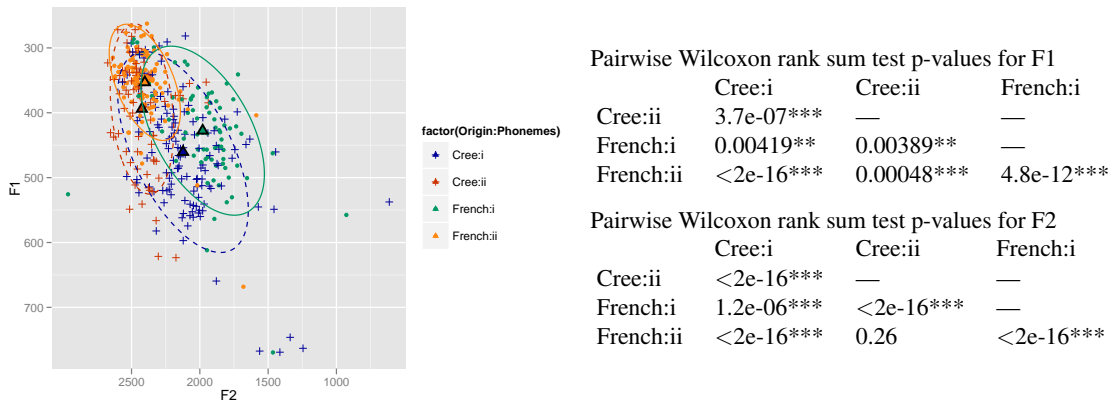 300
400
500
600
700
F1
2500
2000
1500
1000
F2
factor(Origin:Phonemes)
Cree:i
Cree:ii
French:i
French:ii
Pairwise Wilcoxon rank sum test p-values for F1
Cree:i Cree:ii French:i
Cree:ii 3.7e-07*** — —
French:i 0.00419** 0.00389** —
French:ii <2e-16*** 0.00048*** 4.8e-12***
Pairwise Wilcoxon rank sum test p-values for F2
Cree:i Cree:ii French:i
Cree:ii <2e-16*** — —
French:i 1.2e-06*** <2e-16*** —
French:ii <2e-16*** 0.26 <2e-16***